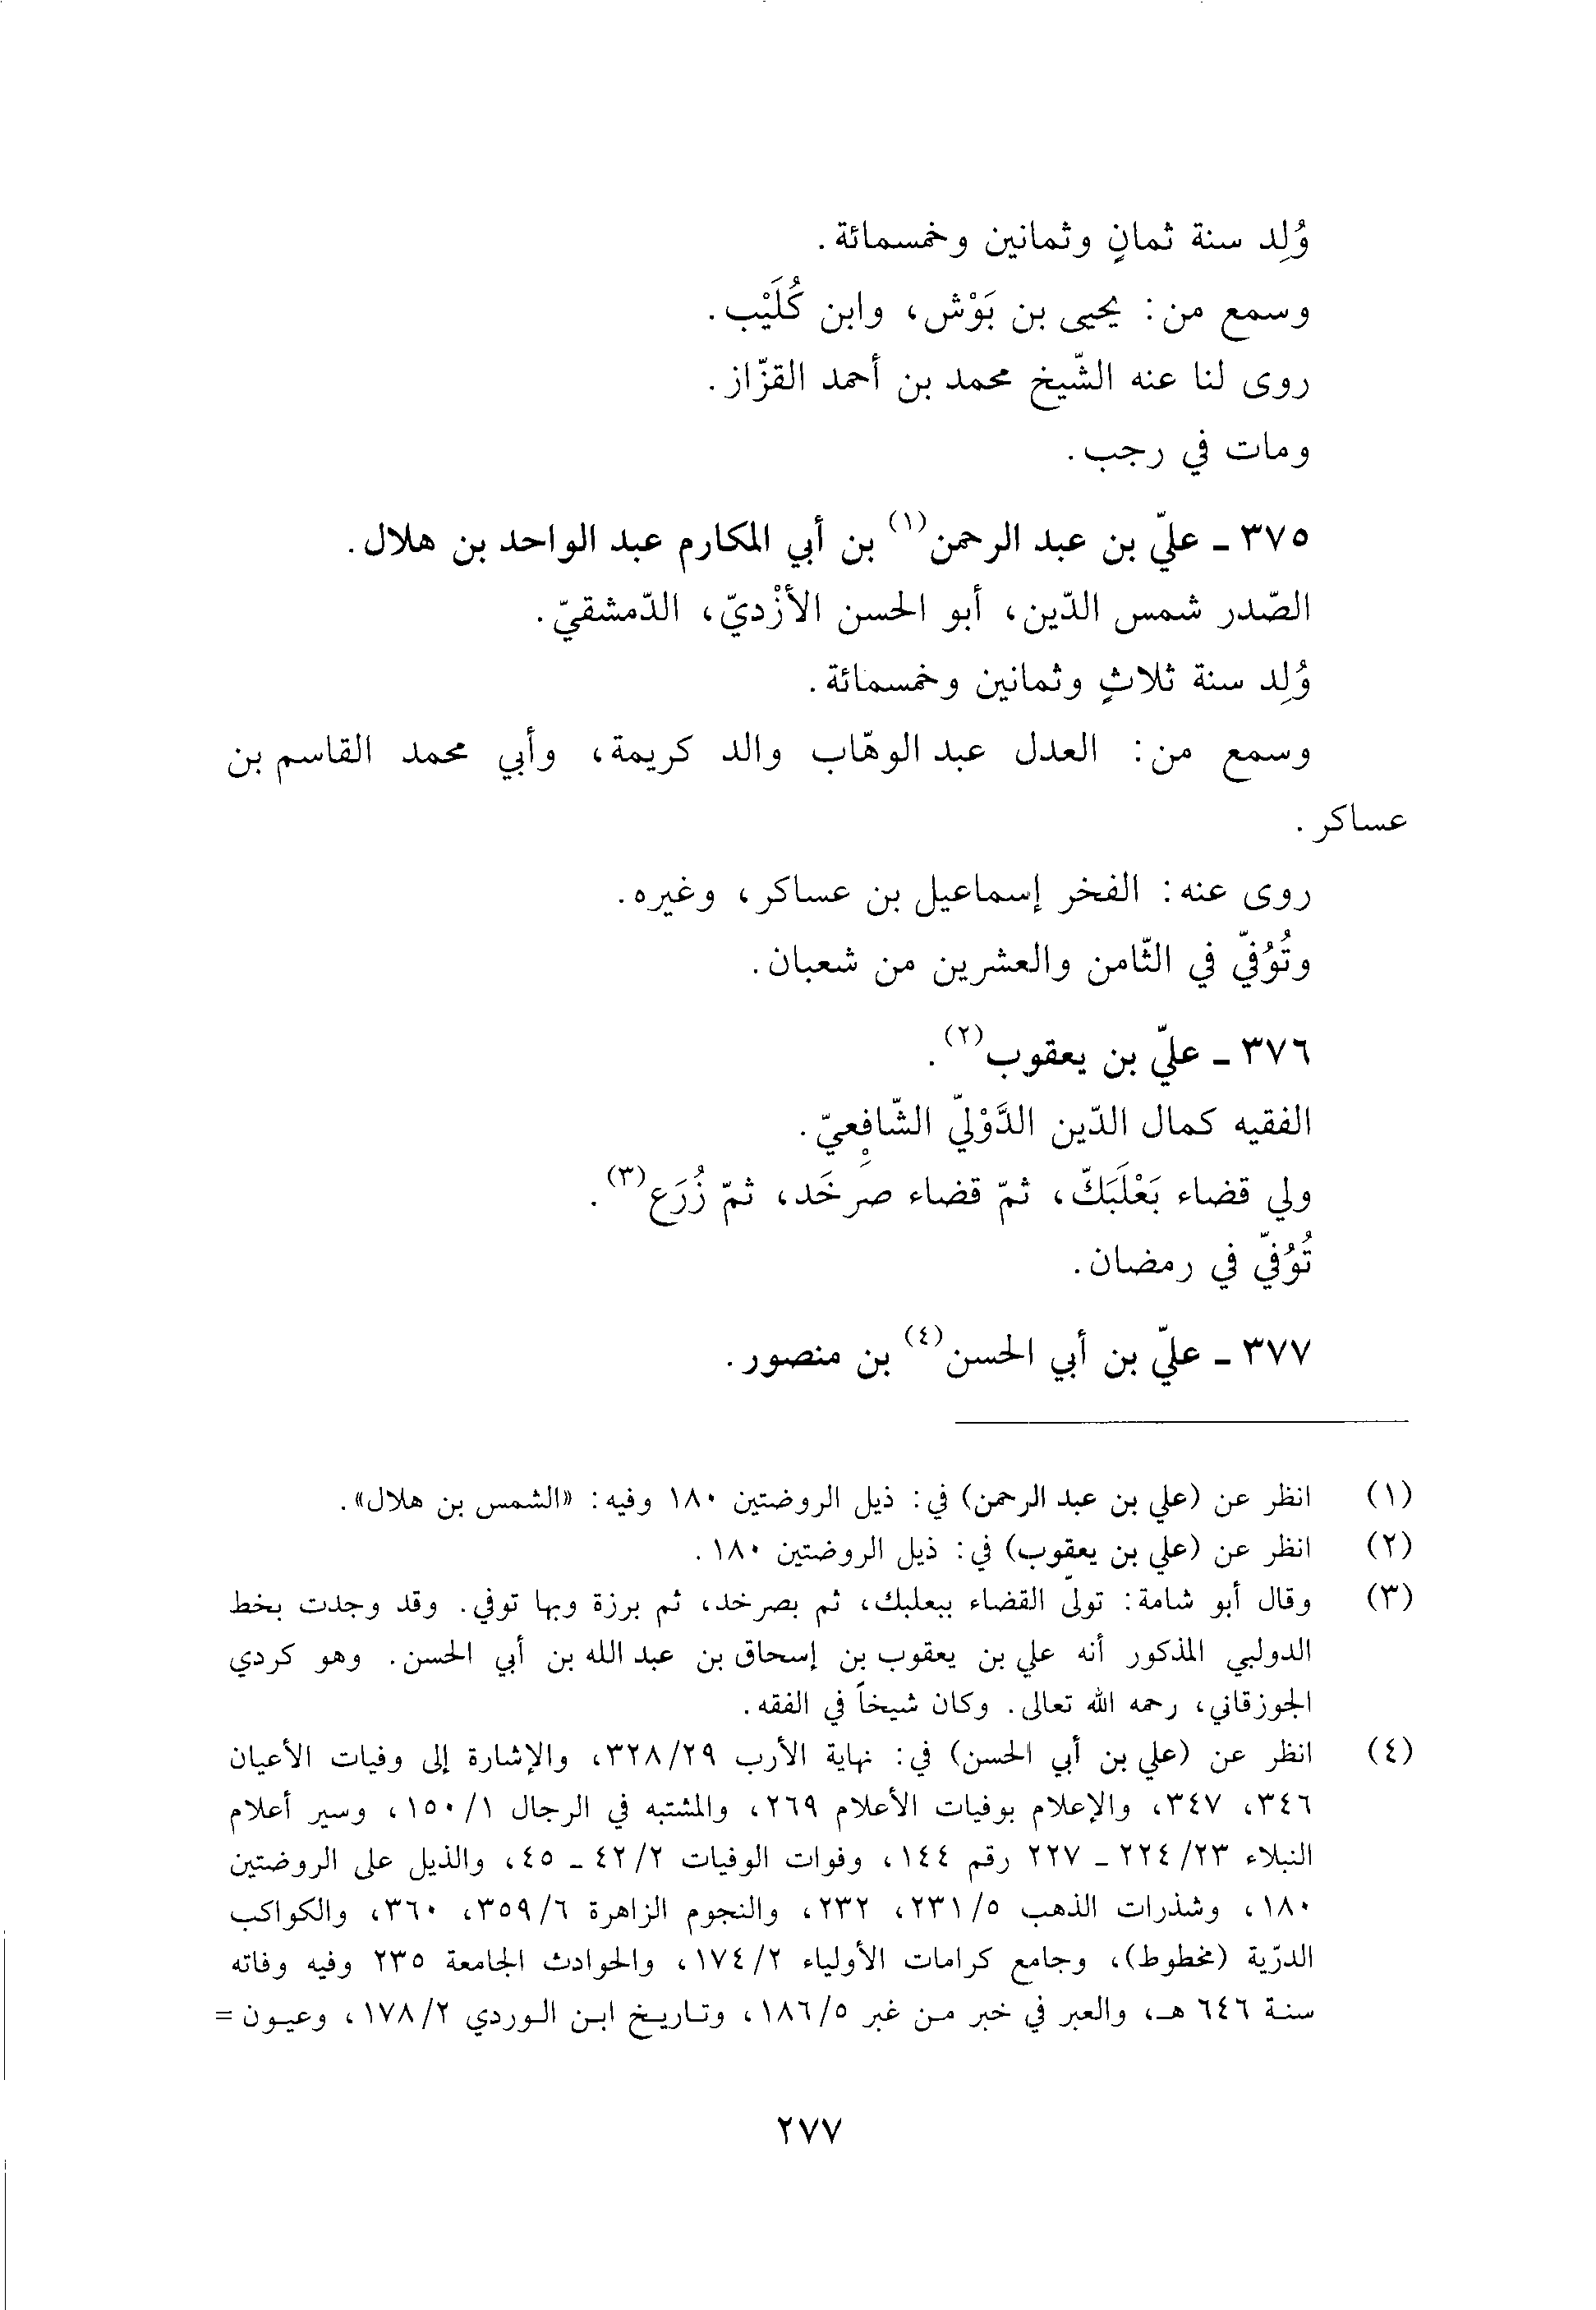 وُلِد سنة ثمانٍ وثمانين وخمسمائة.
وسمع من: يحيى بن بَوْش، وابن كُلَيْب.
روى لنا عنه الشّيخ محمد بن أحمد القزّاز.
ومات في رجب.
٣٧٥ ـ عليّ بن عبد الرحمن(١) بن أبي المكارم عبد الواحد بن هلال.
الصّدر شمس الدّين، أبو الحسن الأزْديّ، الدّمشقيّ.
وُلِد سنة ثلاثٍ وثمانين وخمسمائة.
وسمع من: العدل عبد الوهّاب والد كريمة، وأبي محمد القاسم بن
عساكر.
روى عنه: الفخر إسماعيل بن عساكر، وغيره.
وتُوُفيّ في الثّامن والعشرين من شعبان.
٣٧٦ ـ عليّ بن يعقوب(٢).
الفقيه كمال الدّين الدَّوْليّ الشّافِعيّ.
ولي قضاء بَعْلَبَكّ، ثمّ قضاء صرخَد، ثمّ زُرَع(٣).
تُوُفيّ في رمضان.
٣٧٧ ـ عليّ بن أبي الحسن(٤) بن منصور.
(١) انظر عن (علي بن عبد الرحمن) في: ذيل الروضتين ١٨٠ وفيه: «الشمس بن هلال».
(٢) انظر عن (علي بن يعقوب) في: ذيل الروضتين ١٨٠.
(٣) وقال أبو شامة: تولّى القضاء ببعلبك، ثم بصرخد، ثم برزة وبها توفي. وقد وجدت بخط
الدولبي المذكور أنه علي بن يعقوب بن إسحاق بن عبد الله بن أبي الحسن. وهو كردي
الجوزقاني، رحمه الله تعالى. وكان شيخاً في الفقه.
(٤) انظر عن (علي بن أبي الحسن) في: نهاية الأرب ٣٢٨/٢٩، والإشارة إلى وفيات الأعيان
٣٤٦، ٣٤٧، والإعلام بوفيات الأعلام ٢٦٩، والمشتبه في الرجال ١٥٠/١، وسير أعلام
النبلاء ٢٢٤/٢٣ ـ ٢٢٧ رقم ١٤٤، وفوات الوفيات ٤٢/٢ ـ ٤٥، والذيل على الروضتين
١٨٠، وشذرات الذهب ٢٣١/٥، ٢٣٢، والنجوم الزاهرة ٣٥٩/٦، ٣٦٠، والكواكب
الدرّية (مخطوط)، وجامع كرامات الأولياء ١٧٤/٢، والحوادث الجامعة ٢٣٥ وفيه وفاته
سنة ٦٤٦ هـ، والعبر في خبر من غبر ١٨٦/٥، وتاريخ ابن الوردي ١٧٨/٢، وعيون =
٢٧٧